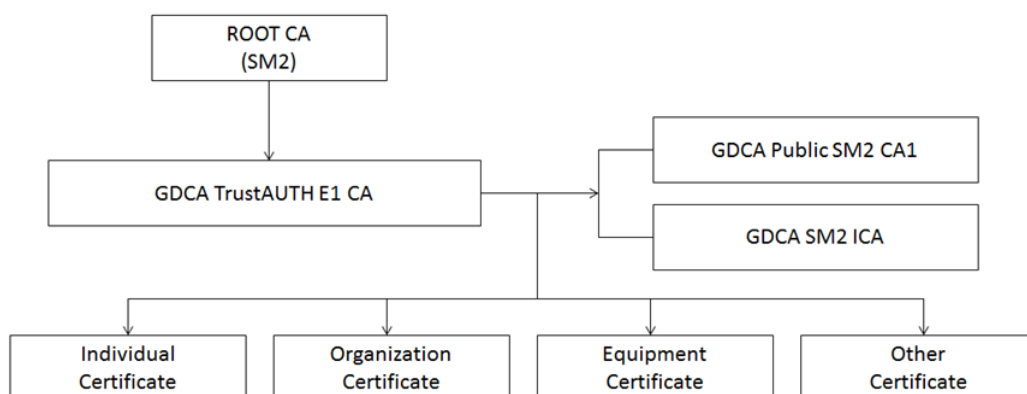 ROOT CA
(SM2)
GDCA Public SM2 CA1
GDCA TrustAUTH E1 CA
GDCA SM2 ICA
Individual
Certificate
Organization
Certificate
Equipment
Certificate
Other
Certificate